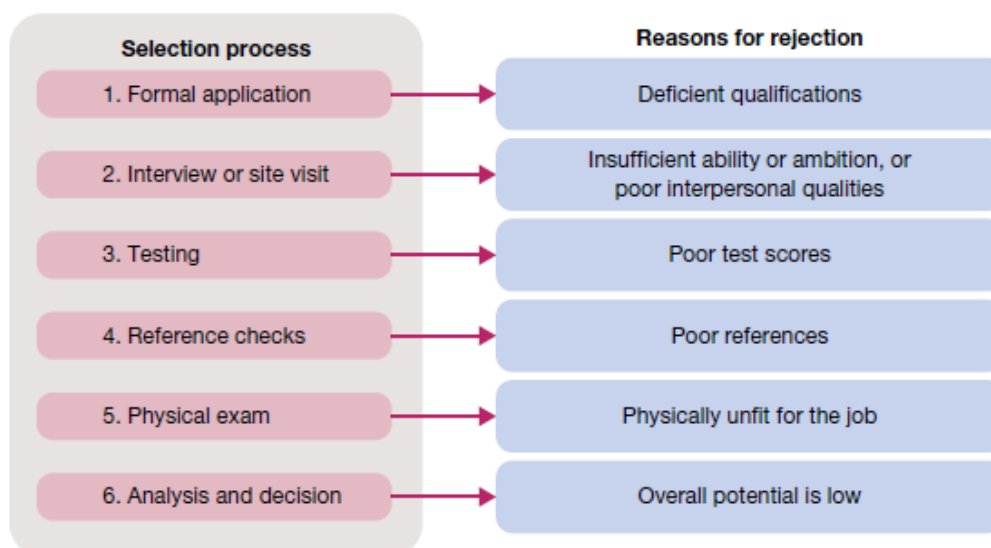 Selection process
Reasons for rejection
1. Formal application
Deficient qualifications
2. Interview or site visit
Insufficient ability or ambition, or
poor interpersonal qualities
3. Testing
Poor test scores
4. Reference checks
Poor references
5. Physical exam
Physically unfit for the job
6. Analysis and decision
Overall potential is low